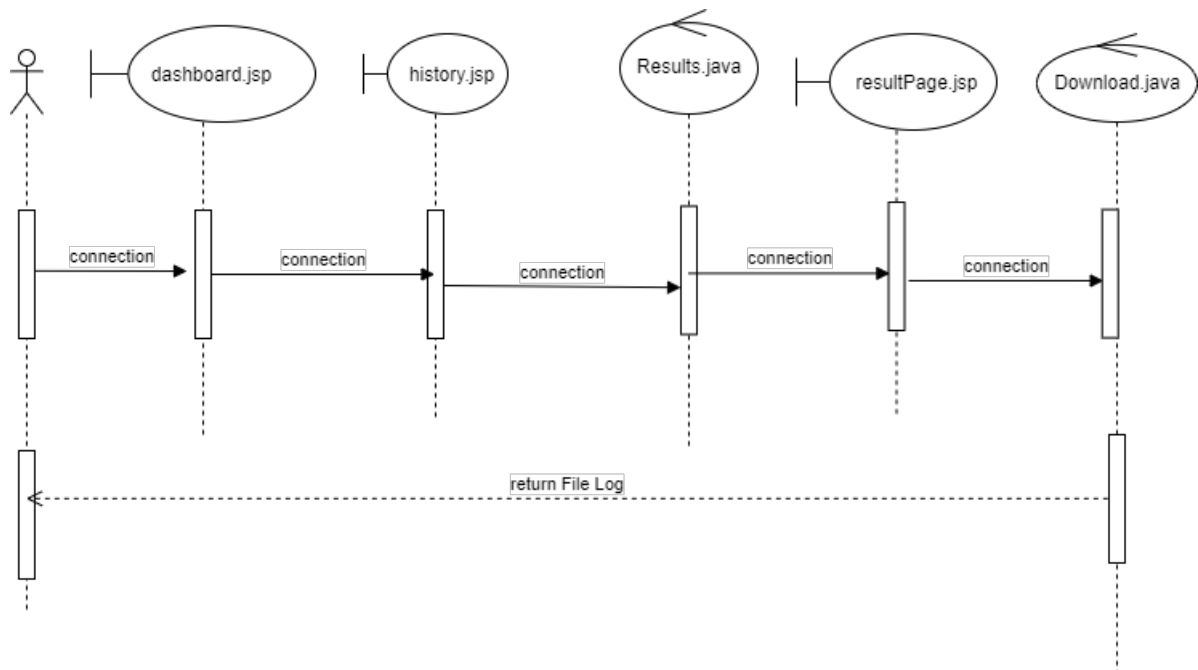 dashboard.jsp
history.jsp
Results.java
resultPage.jsp
Download.java
connection
connection
connection
connection
connection
return File Log